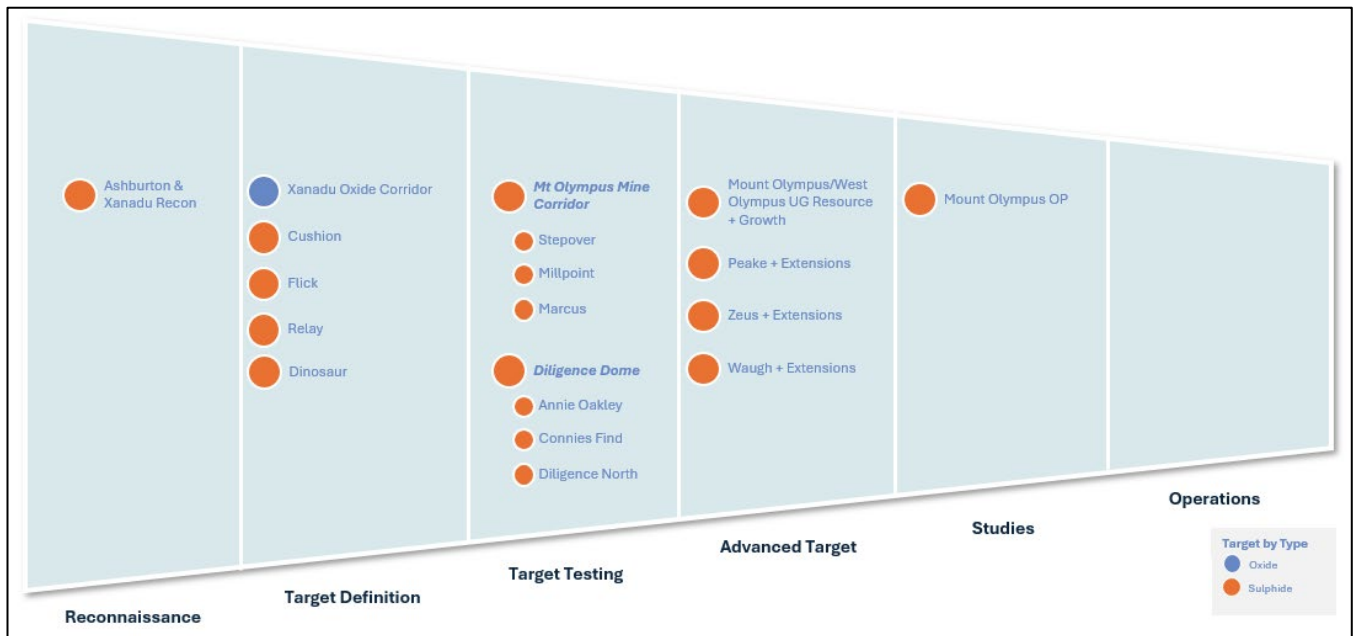 Ashburton &
Xanadu Recon
Xanadu Oxide Corridor
Cushion
Flick
Relay
Dinosaur
Mt Olympus Mine
Corridor
Stepover
Millpoint
Marcus
Diligence Dome
Annie Oakley
Connies Find
Diligence North
Mount Olympus/West
Olympus UG Resource
+ Growth
Peake + Extensions
Zeus + Extensions
Waugh + Extensions
Mount Olympus OP
Reconnaissance
Target Definition
Target Testing
Advanced Target
Studies
Operations
Target by Type
Oxide
Sulphide